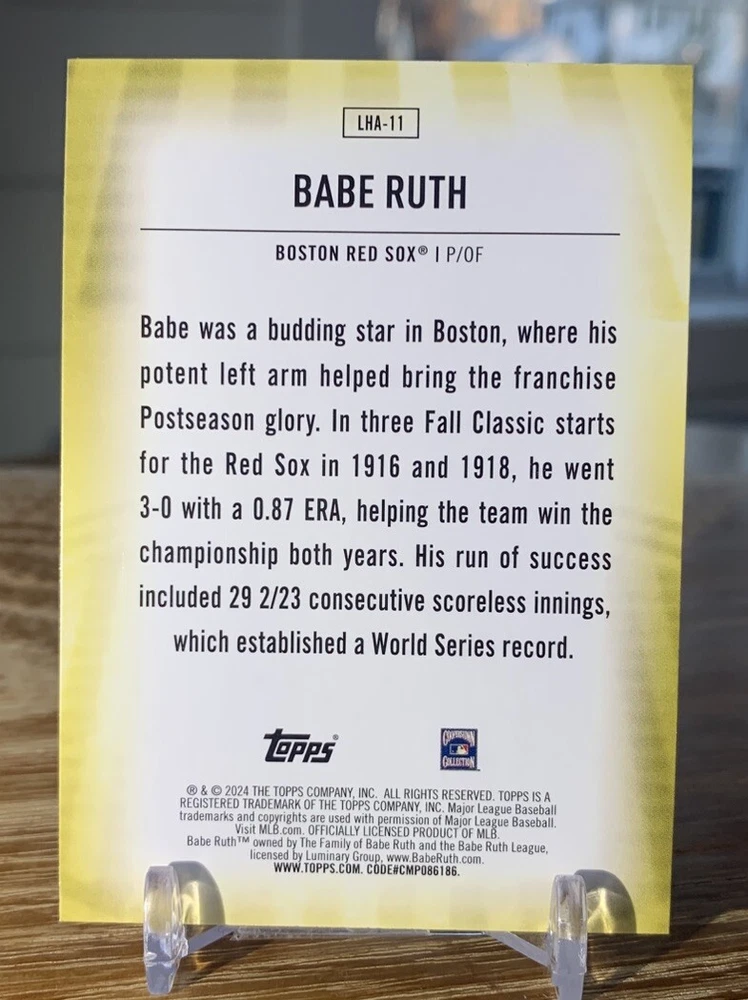 LHA-11
BABE RUTH
BOSTON RED SOX® | P/OF
Babe was a budding star in Boston, where his
potent left arm helped bring the franchise
Postseason glory. In three Fall Classic starts
for the Red Sox in 1916 and 1918, he went
3-0 with a 0.87 ERA, helping the team win the
championship both years. His run of success
included 29 2/23 consecutive scoreless innings,
which established a World Series record.
Topps®
COOPERSTOWN
COLLECTION
® & © 2024 THE TOPPS COMPANY, INC. ALL RIGHTS RESERVED. TOPPS IS A
REGISTERED TRADEMARK OF THE TOPPS COMPANY, INC. Major League Baseball
trademarks and copyrights are used with permission of Major League Baseball.
Visit MLB.com. OFFICIALLY LICENSED PRODUCT OF MLB.
Babe Ruth™ owned by The Family of Babe Ruth and the Babe Ruth League,
licensed by Luminary Group, www.BabeRuth.com.
WWW.TOPPS.COM. CODE#CMP086186.